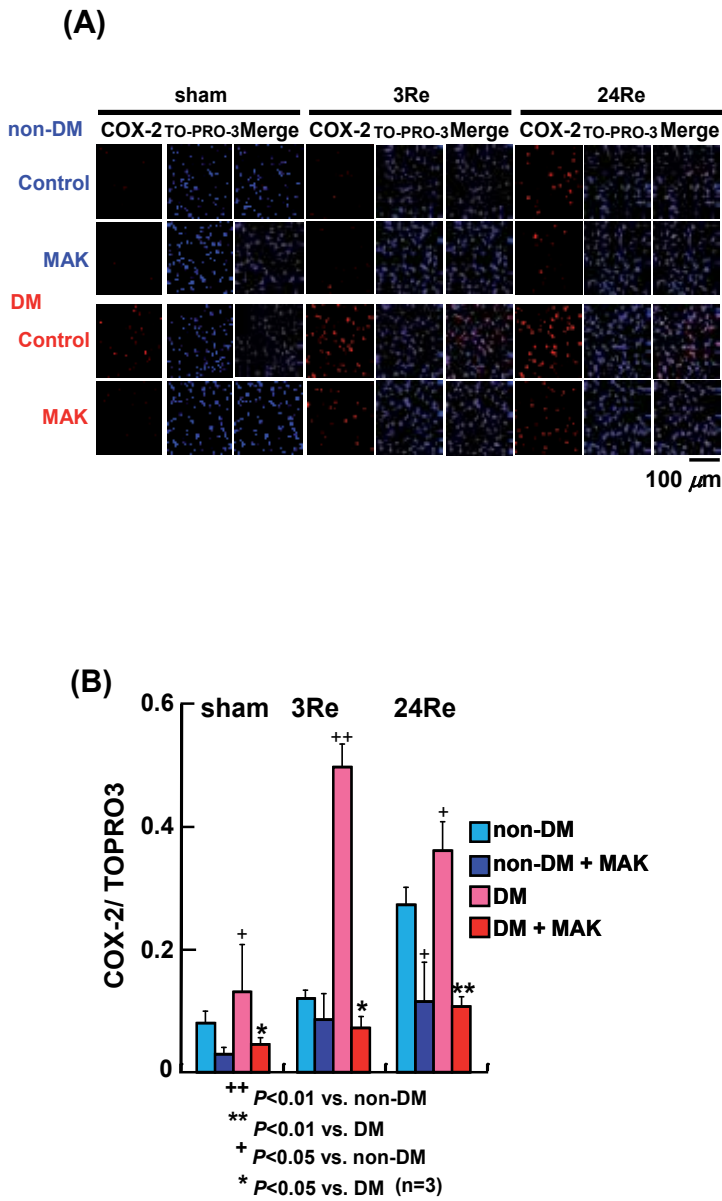 (A)
sham 3Re 24Re
non-DM COX-2 TO-PRO-3 Merge COX-2 TO-PRO-3 Merge COX-2 TO-PRO-3 Merge
Control
MAK
DM
Control
MAK
100 μm
(B)
0.6
sham 3Re 24Re
++
+
0.4
non-DM
non-DM + MAK
DM
DM + MAK
COX-2/ TOPRO3
0.2
+
+
*
*
**
0
++ P<0.01 vs. non-DM
** P<0.01 vs. DM
+ P<0.05 vs. non-DM
* P<0.05 vs. DM (n=3)